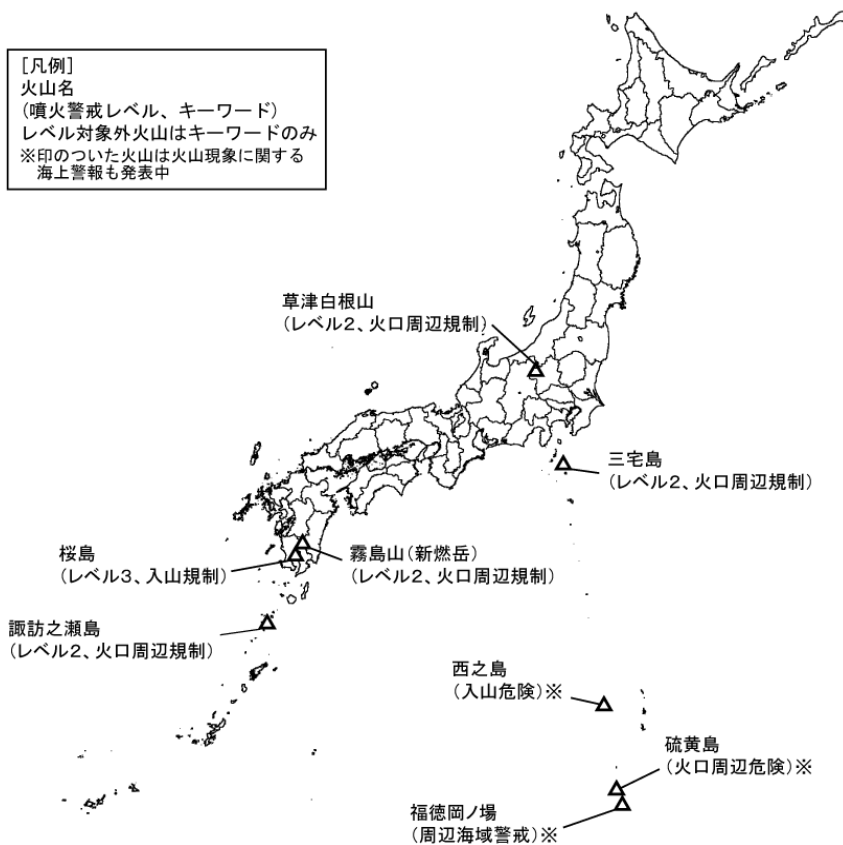 [凡例]
火山名
(噴火警戒レベル、キーワード)
レベル対象外火山はキーワードのみ
※印のついた火山は火山現象に関する
海上警報も発表中
草津白根山
(レベル2、火口周辺規制)
三宅島
(レベル2、火口周辺規制)
桜島
(レベル3、入山規制)
霧島山(新燃岳)
(レベル2、火口周辺規制)
諏訪之瀬島
(レベル2、火口周辺規制)
西之島
(入山危険)※
硫黄島
(火口周辺危険)※
福徳岡ノ場
(周辺海域警戒)※